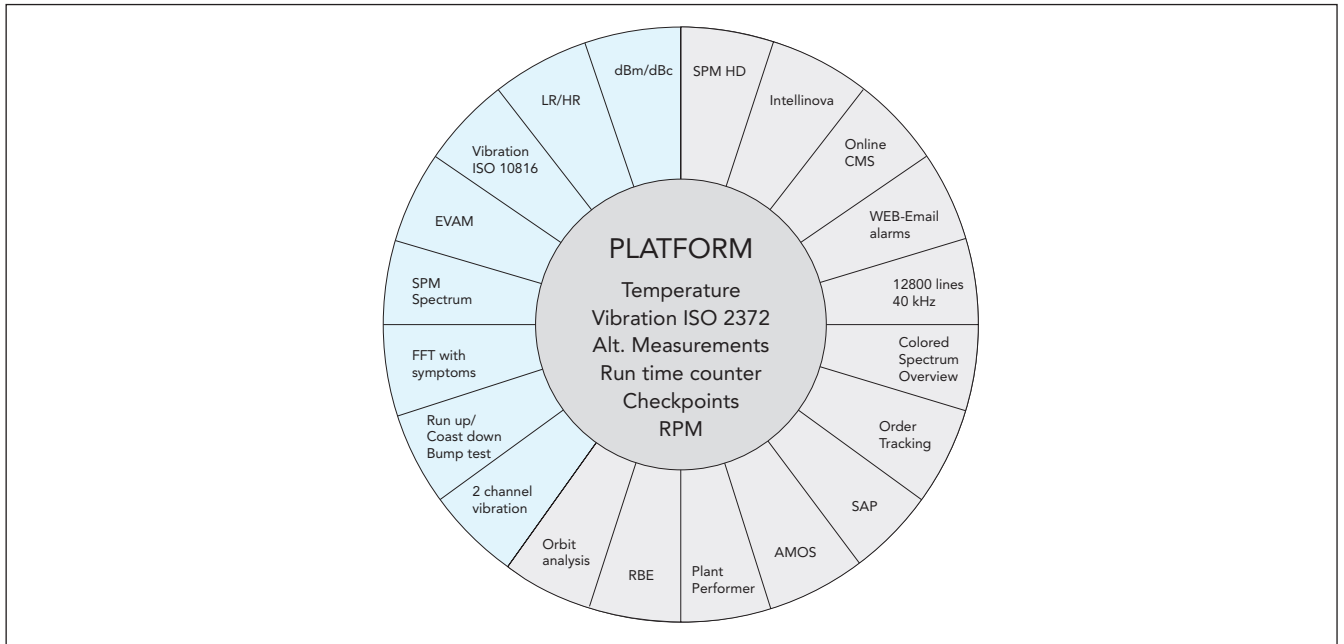 dBm/dBc
SPM HD
Intellinova
Online
CMS
WEB-Email
alarms
12800 lines
40 kHz
Colored
Spectrum
Overview
Order
Tracking
SAP
AMOS
Plant
Performer
RBE
Orbit
analysis
2 channel
vibration
Run up/
Coast down
Bump test
FFT with
symptoms
SPM
Spectrum
EVAM
Vibration
ISO 10816
LR/HR
PLATFORM
Temperature
Vibration ISO 2372
Alt. Measurements
Run time counter
Checkpoints
RPM